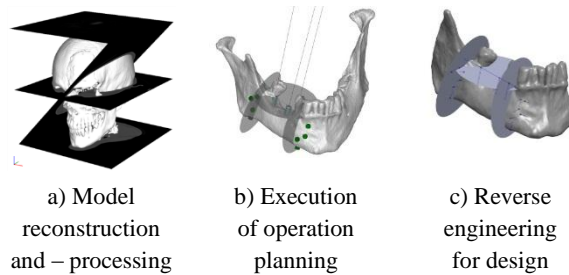 a) Model
reconstruction
and – processing
b) Execution
of operation
planning
c) Reverse
engineering
for design